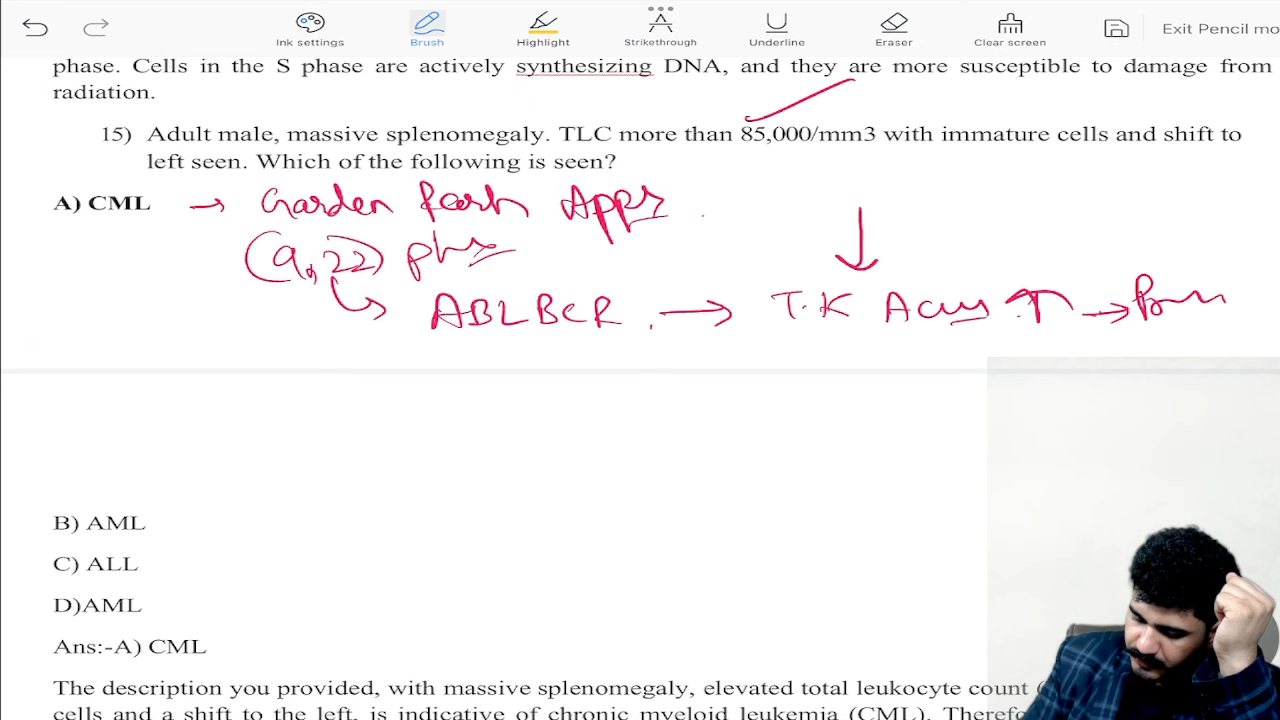 Ink settings Brush Highlight Strikethrough Underline Eraser Clear screen Exit Pencil mo
phase. Cells in the S phase are actively synthesizing DNA, and they are more susceptible to damage from
radiation.
15) Adult male, massive splenomegaly. TLC more than 85,000/mm3 with immature cells and shift to
left seen. Which of the following is seen?
A) CML → Garden
(9,22)
↳ ABL BCR → T.K ↑ →
B) AML
C) ALL
D)AML
Ans:-A) CML
The description you provided, with massive splenomegaly, elevated total leukocyte count (
cells and a shift to the left, is indicative of chronic myeloid leukemia (CML). Therefo